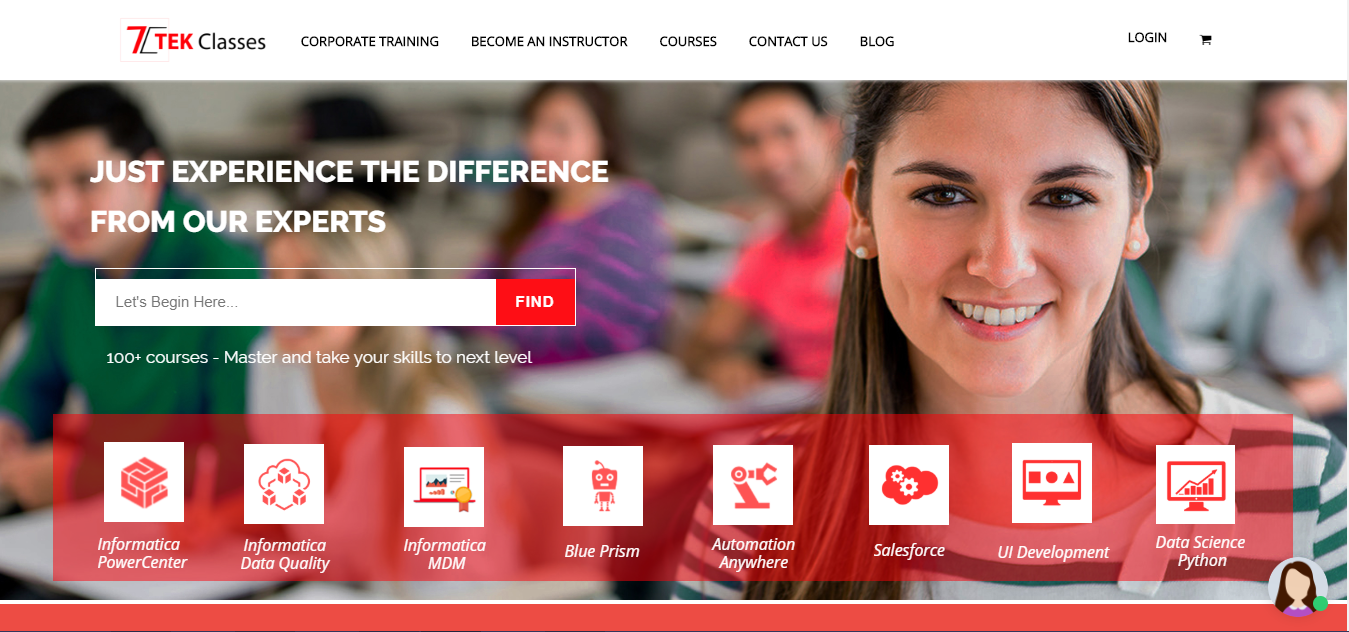 7 TEK Classes
CORPORATE TRAINING
BECOME AN INSTRUCTOR
COURSES
CONTACT US
BLOG
LOGIN
JUST EXPERIENCE THE DIFFERENCE
FROM OUR EXPERTS
Let's Begin Here...
FIND
100+ courses - Master and take your skills to next level
Informatica
PowerCenter
Informatica
Data Quality
Informatica
MDM
Blue Prism
Automation
Anywhere
Salesforce
UI Development
Data Science
Python